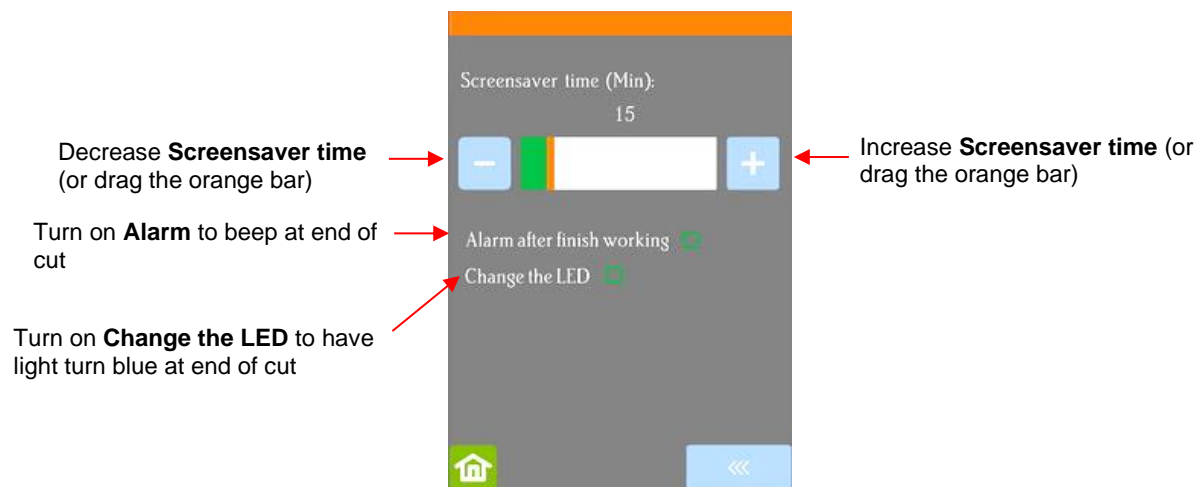 Screensaver time (Min):
15
Decrease Screensaver time
(or drag the orange bar)
−
+
Increase Screensaver time (or
drag the orange bar)
Turn on Alarm to beep at end of
cut
Alarm after finish working
Change the LED
Turn on Change the LED to have
light turn blue at end of cut